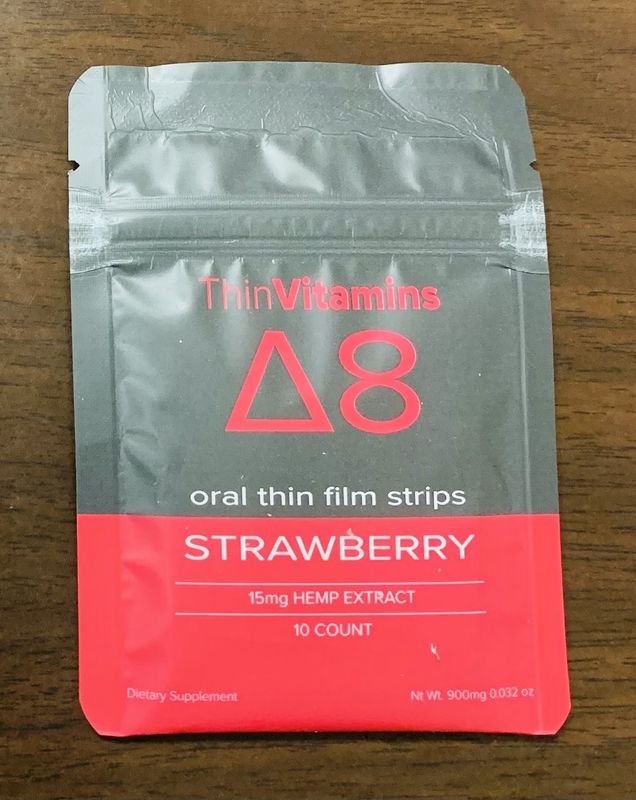 ThinVitamins
Δ8
oral thin film strips
STRAWBERRY
15mg HEMP EXTRACT
10 COUNT
Dietary Supplement
Nt Wt. 900mg 0.032 oz